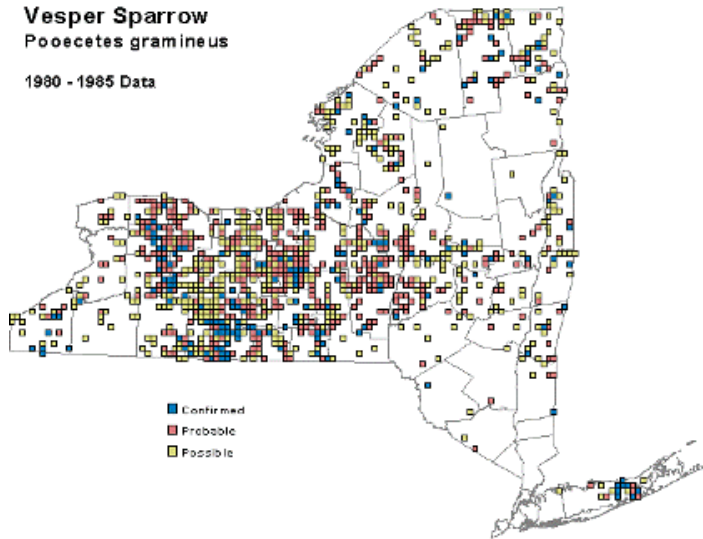 Vesper Sparrow
Pooecetes gramineus
1980 - 1985 Data
Confirmed
Probable
Possible